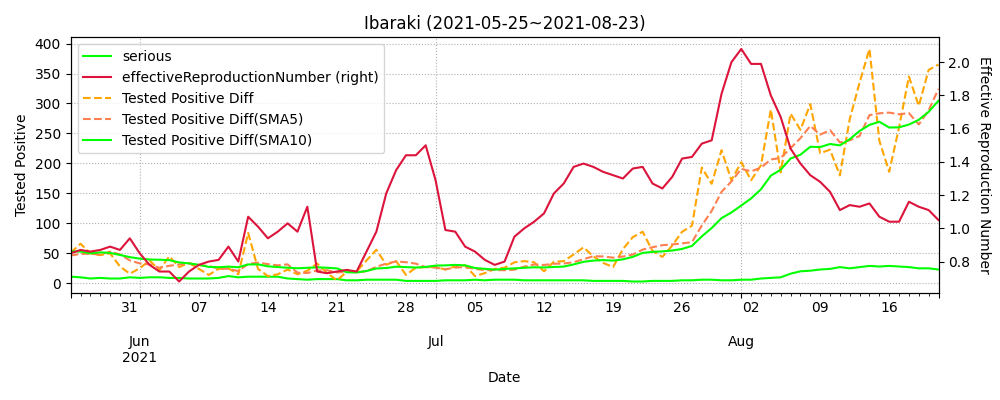 Ibaraki (2021-05-25~2021-08-23)
serious
effectiveReproductionNumber (right)
Tested Positive Diff
Tested Positive Diff(SMA5)
Tested Positive Diff(SMA10)
Tested Positive
400
350
300
250
200
150
100
50
0
Effective Reproduction Number
2.0
1.8
1.6
1.4
1.2
1.0
0.8
31 07 14 21 28 05 12 19 26 02 09 16
Jun Jul Aug
2021
Date